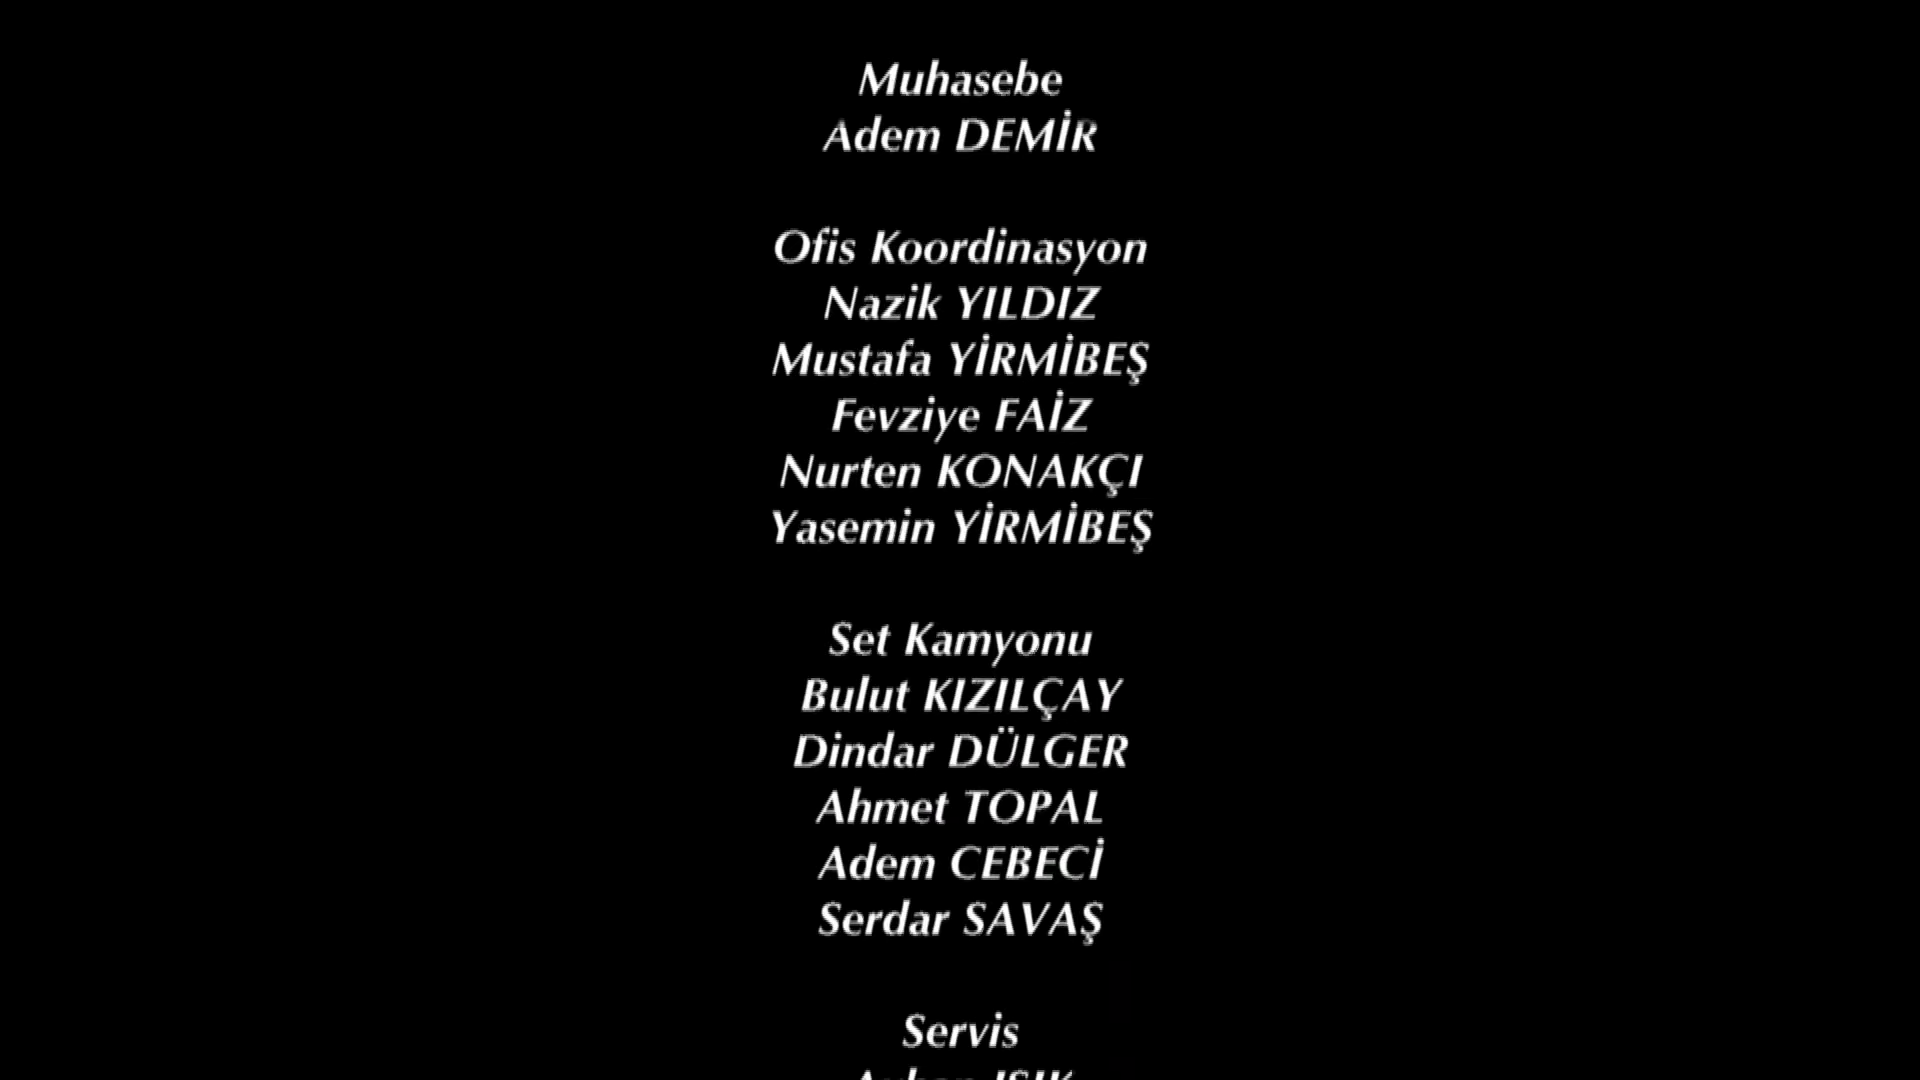 Muhasebe
Adem DEMİR
Ofis Koordinasyon
Nazik YILDIZ
Mustafa YİRMİBEŞ
Fevziye FAİZ
Nurten KONAKÇI
Yasemin YİRMİBEŞ
Set Kamyonu
Bulut KIZILÇAY
Dindar DÜLGER
Ahmet TOPAL
Adem CEBECİ
Serdar SAVAŞ
Servis